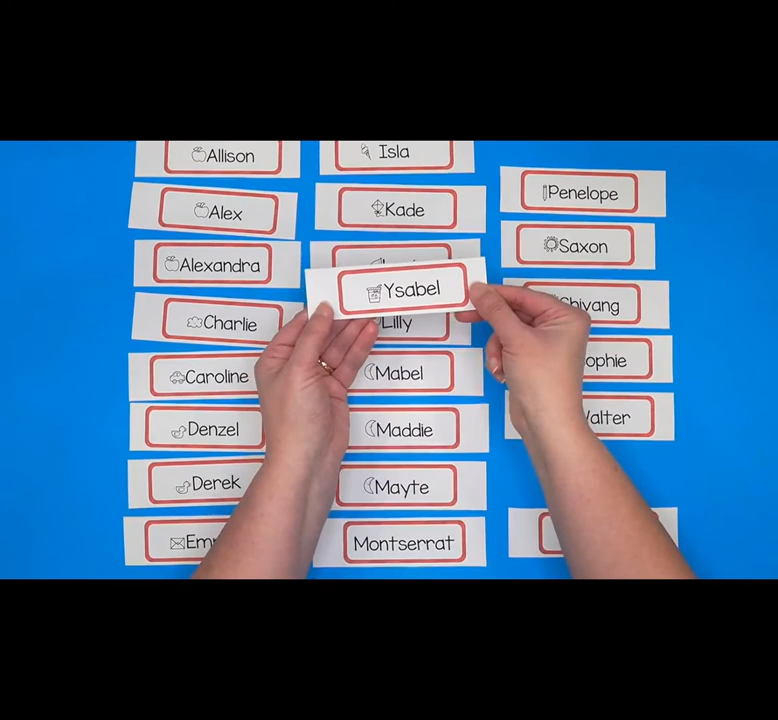 Allison
Alex
Alexandra
Charlie
Caroline
Denzel
Derek
Isla
Kade
Ysabel
Lilly
Mabel
Maddie
Mayte
Montserrat
Penelope
Saxon